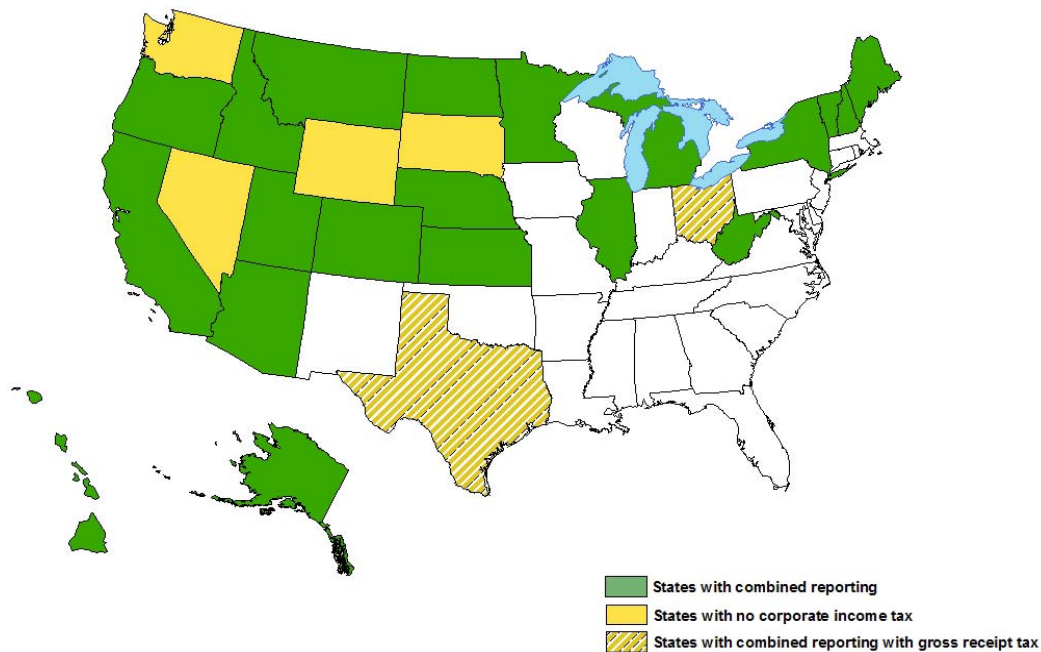 States with combined reporting
States with no corporate income tax
States with combined reporting with gross receipt tax